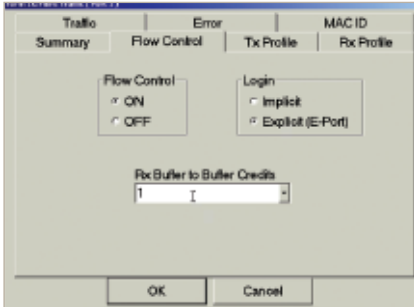 Traffic Error MAC ID
Summary Flow Control Tx Profile Rx Profile
Flow Control Login
ON Implicit
OFF Explicit (E-Port)
Rx Buffer to Buffer Credits
1
OK Cancel